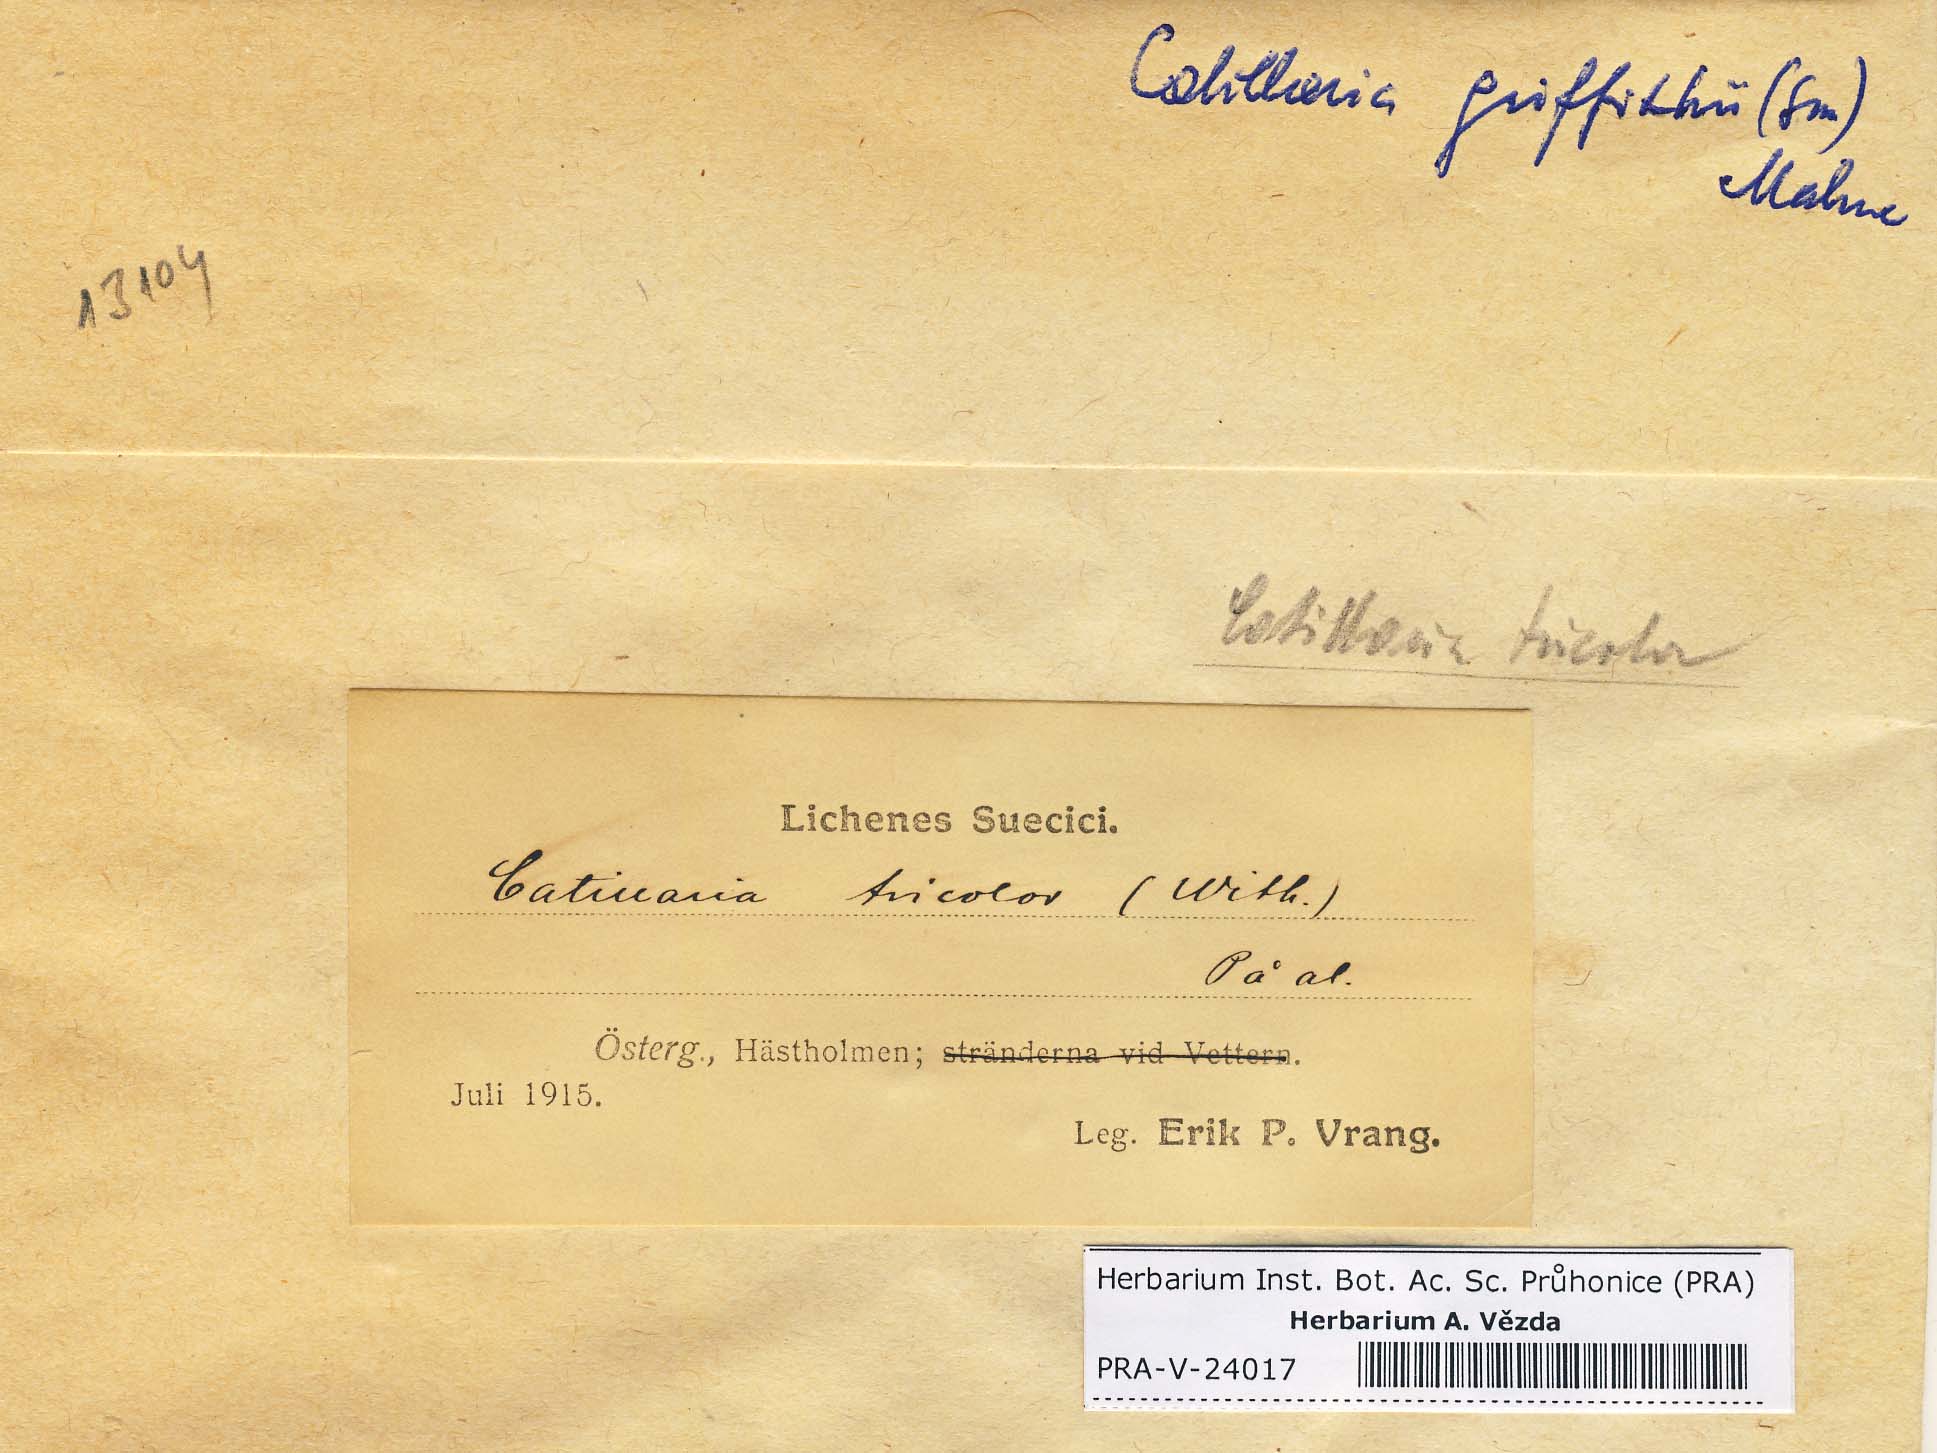 Catillaria griffithii (Sm)
Malme
13104
Catillaria tricolor
Lichenes Suecici.
Catinaria tricolor (With.)
På al.
Österg., Hästholmen; stränderna vid Vettern.
Juli 1915.
Leg. Erik P. Vrang.
Herbarium Inst. Bot. Ac. Sc. Průhonice (PRA)
Herbarium A. Vězda
PRA-V-24017